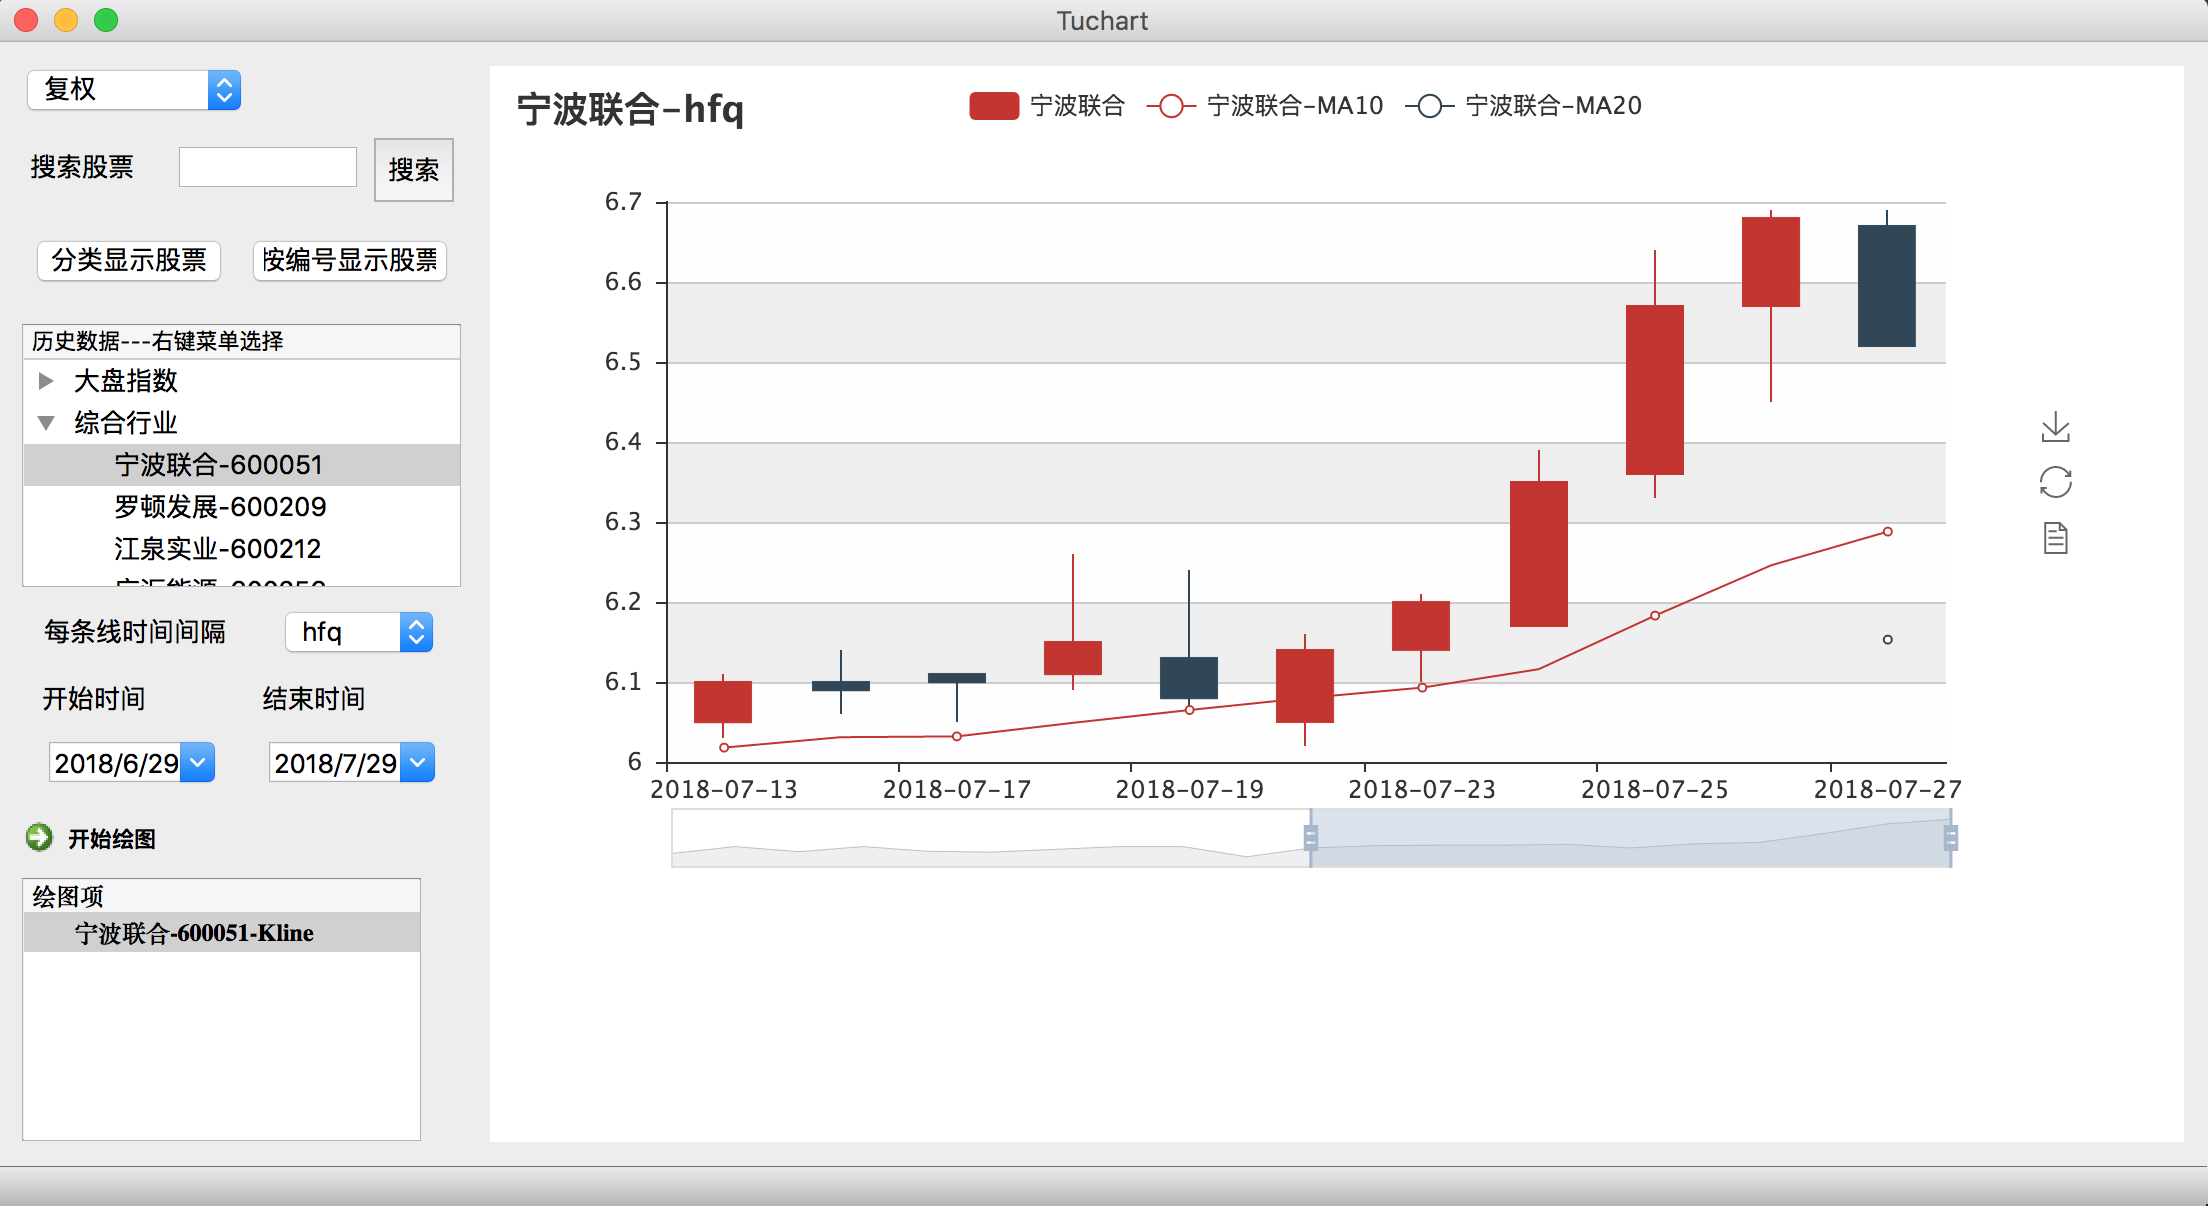 Tuchart
复权
搜索股票
搜索
分类显示股票
按编号显示股票
历史数据---右键菜单选择
大盘指数
综合行业
宁波联合-600051
罗顿发展-600209
江泉实业-600212
每条线时间间隔
hfq
开始时间
结束时间
2018/6/29
2018/7/29
开始绘图
绘图项
宁波联合-600051-Kline
宁波联合-hfq
宁波联合
宁波联合-MA10
宁波联合-MA20
6.7
6.6
6.5
6.4
6.3
6.2
6.1
6
2018-07-13
2018-07-17
2018-07-19
2018-07-23
2018-07-25
2018-07-27